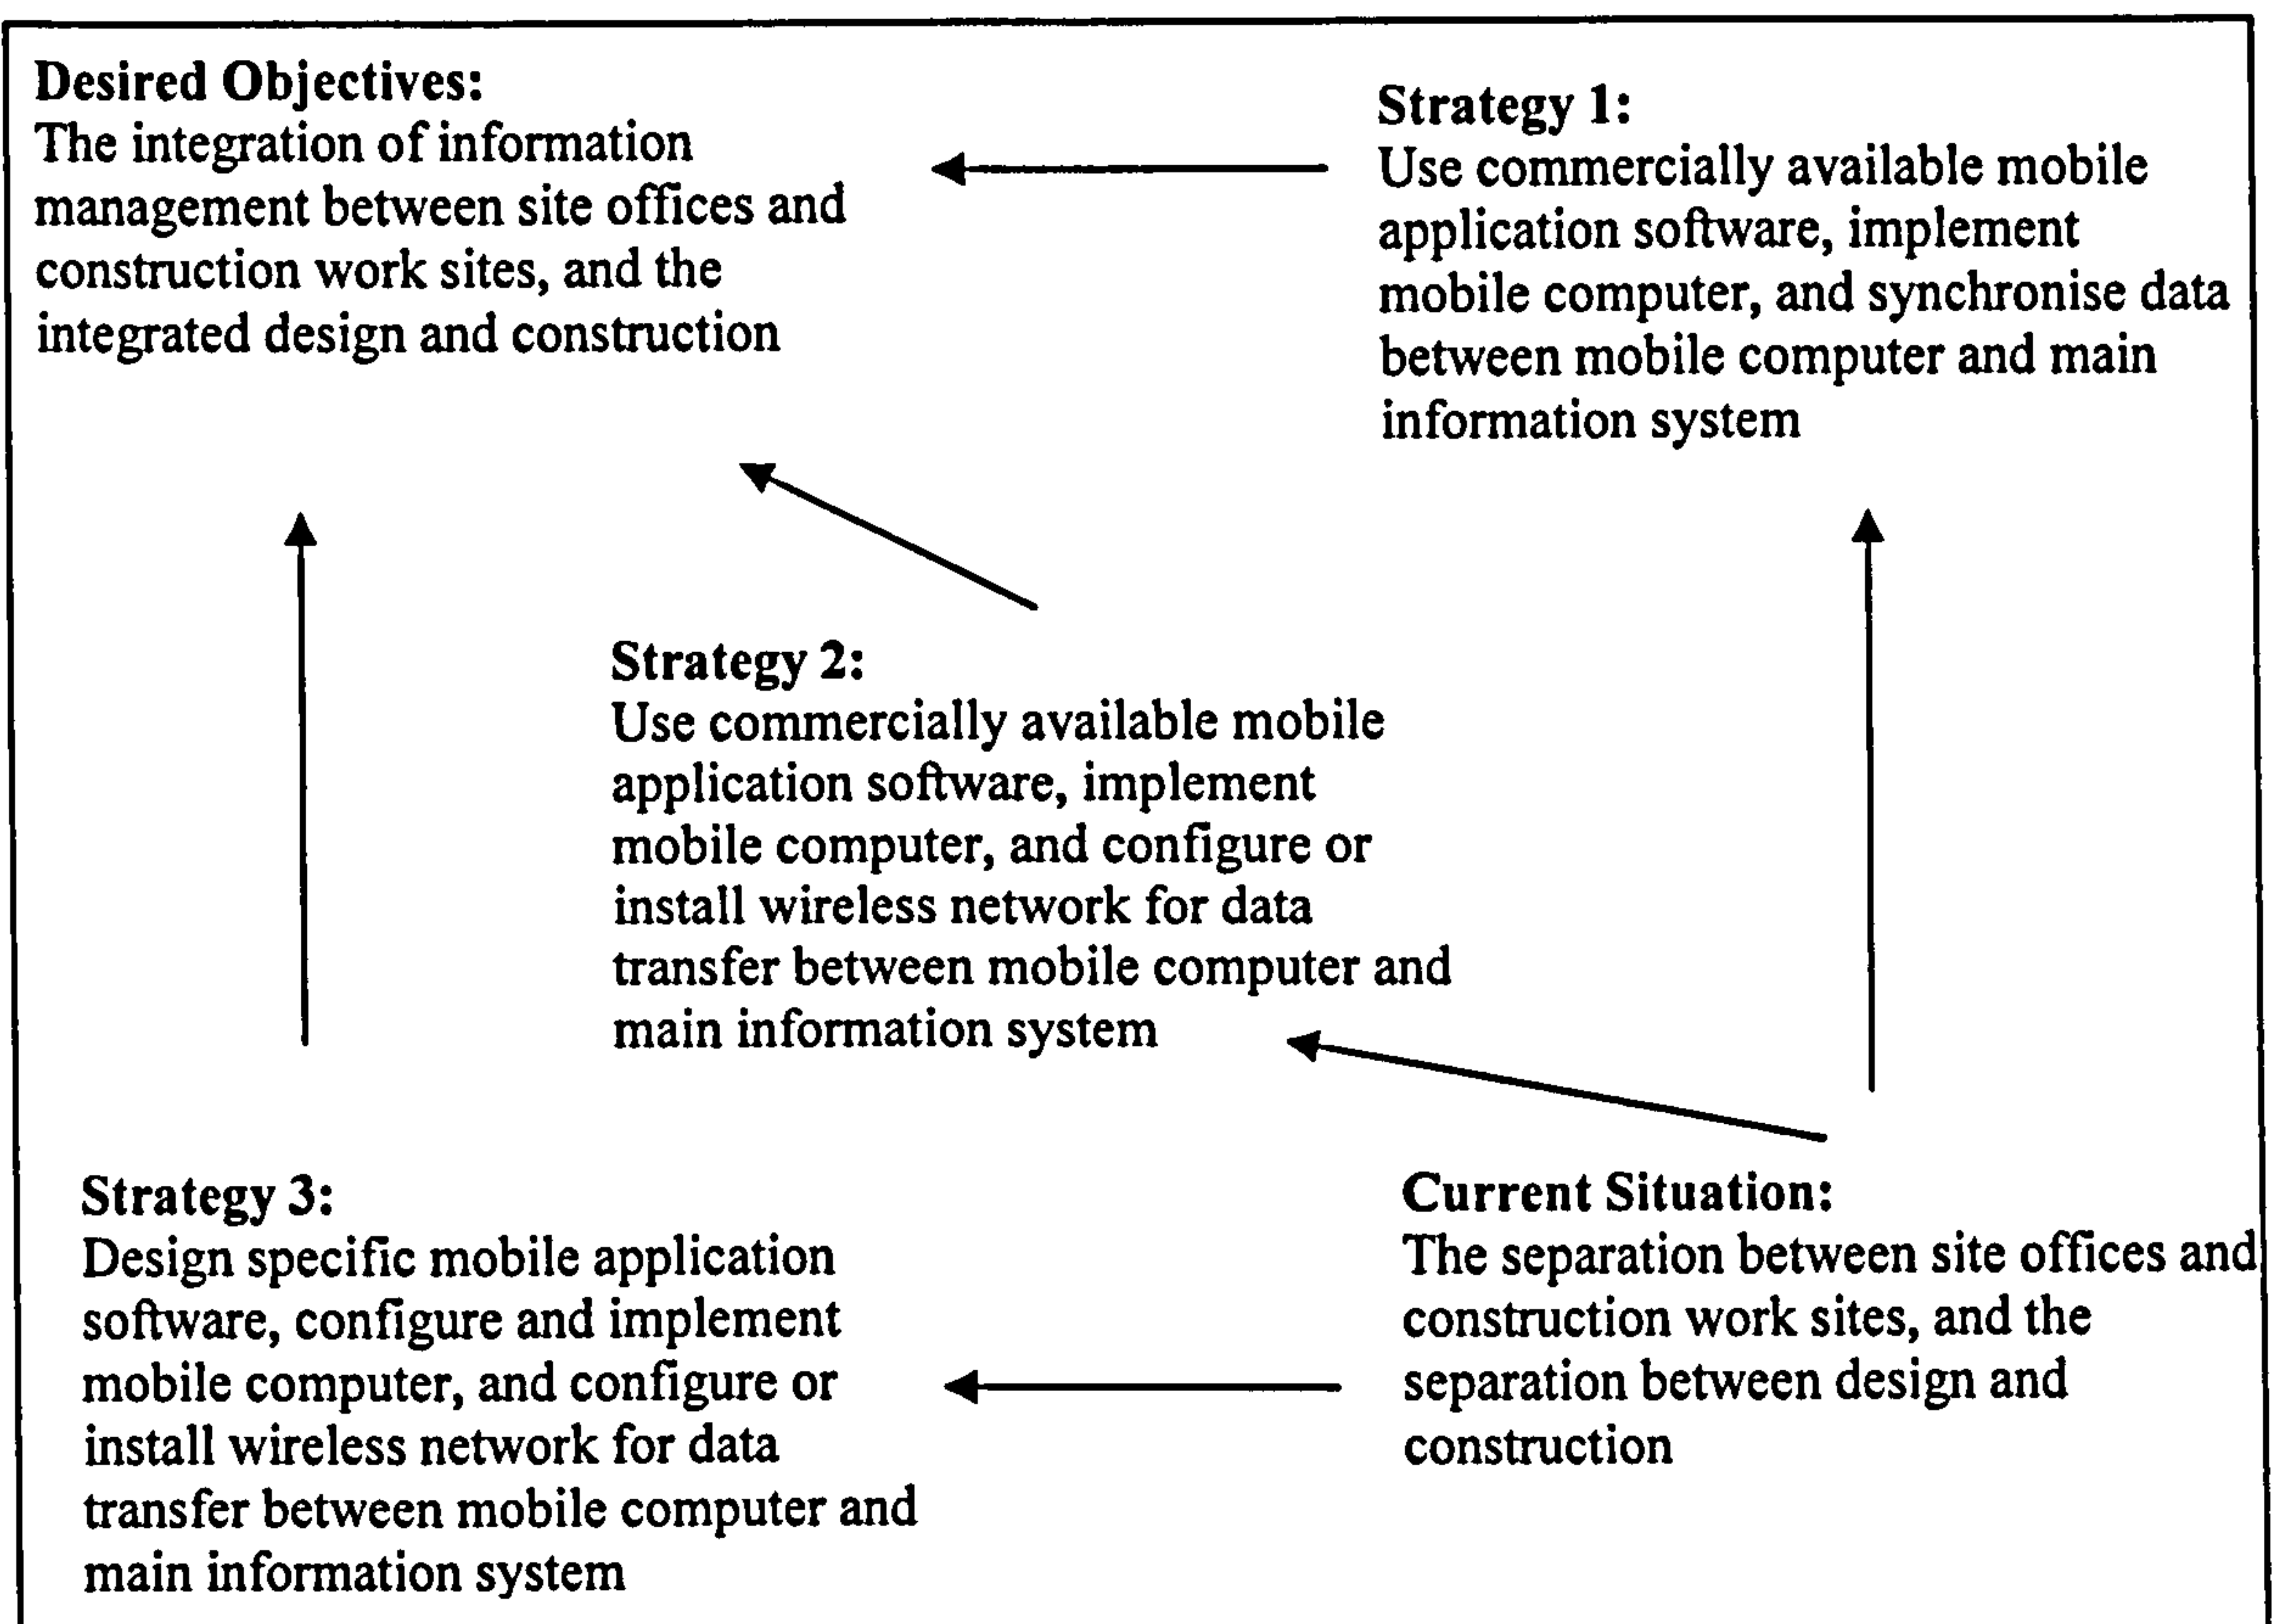 Desired Objectives:
The integration of information
management between site offices and
construction work sites, and the
integrated design and construction
Strategy 1:
Use commercially available mobile
application software, implement
mobile computer, and synchronise data
between mobile computer and main
information system
Strategy 2:
Use commercially available mobile
application software, implement
mobile computer, and configure or
install wireless network for data
transfer between mobile computer and
main information system
Strategy 3:
Design specific mobile application
software, configure and implement
mobile computer, and configure or
install wireless network for data
transfer between mobile computer and
main information system
Current Situation:
The separation between site offices and
construction work sites, and the
separation between design and
construction